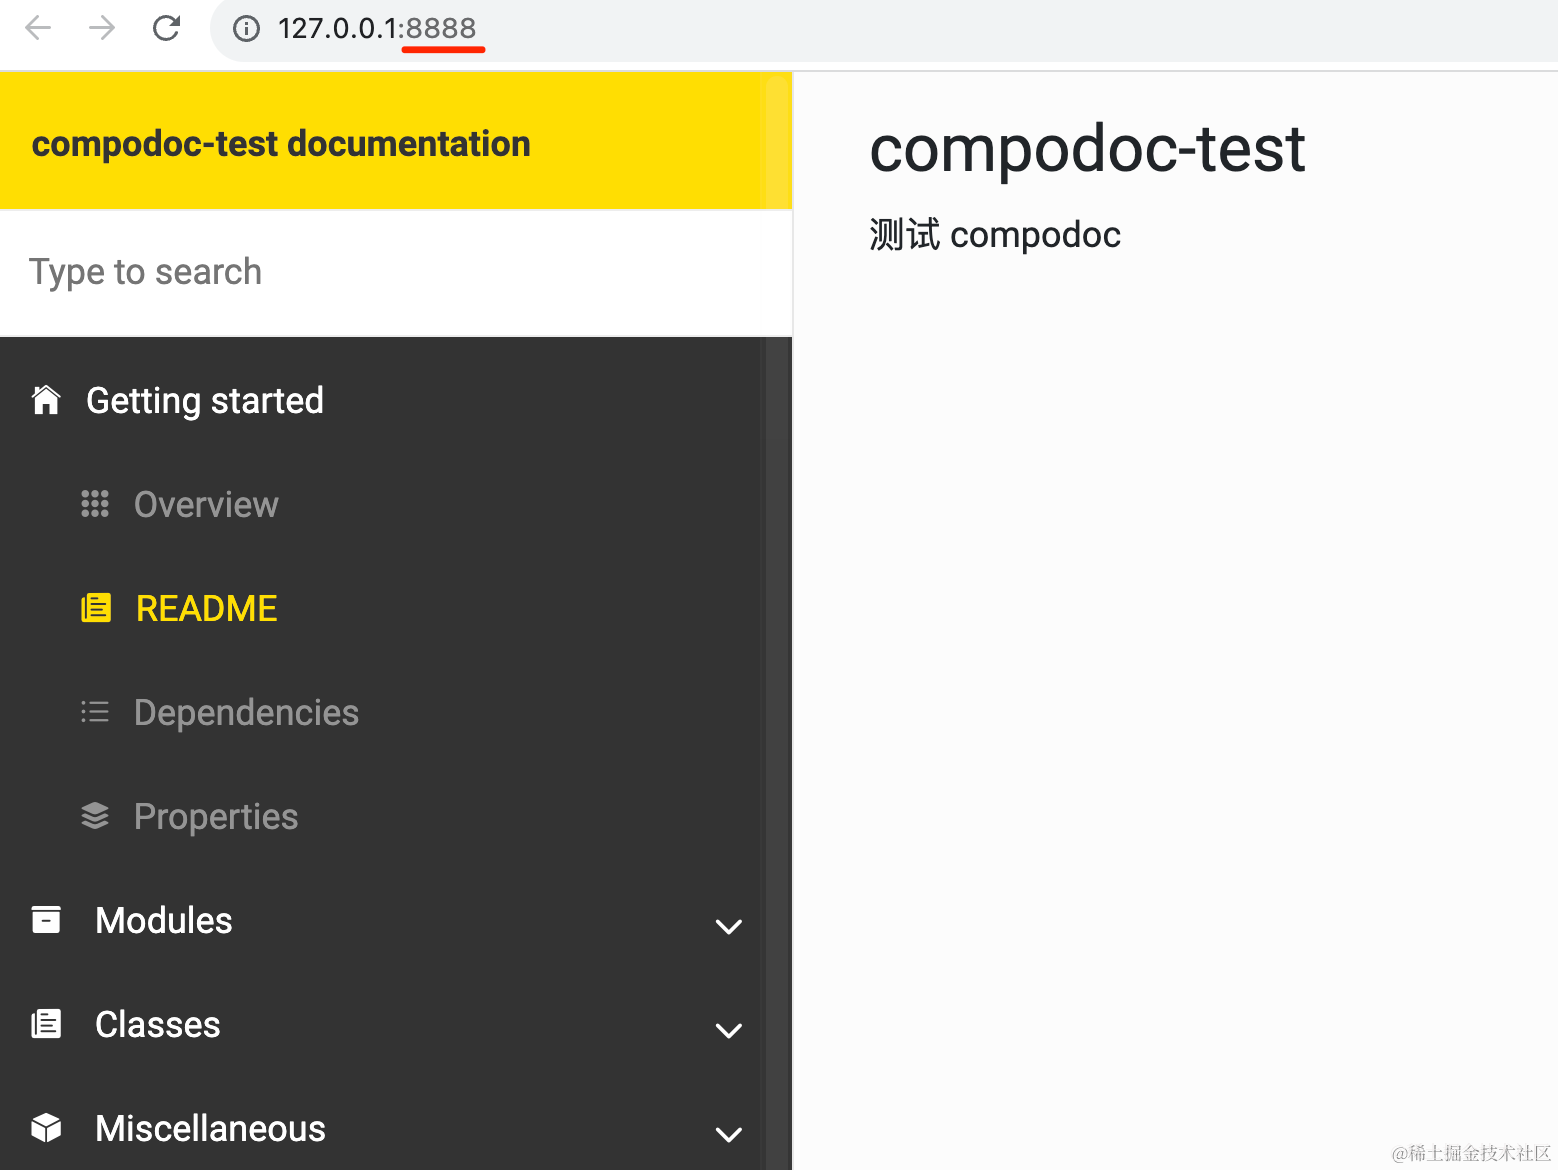 127.0.0.1:8888
compodoc-test documentation
Type to search
Getting started
Overview
README
Dependencies
Properties
Modules
Classes
Miscellaneous
compodoc-test
测试 compodoc
@稀土掘金技术社区